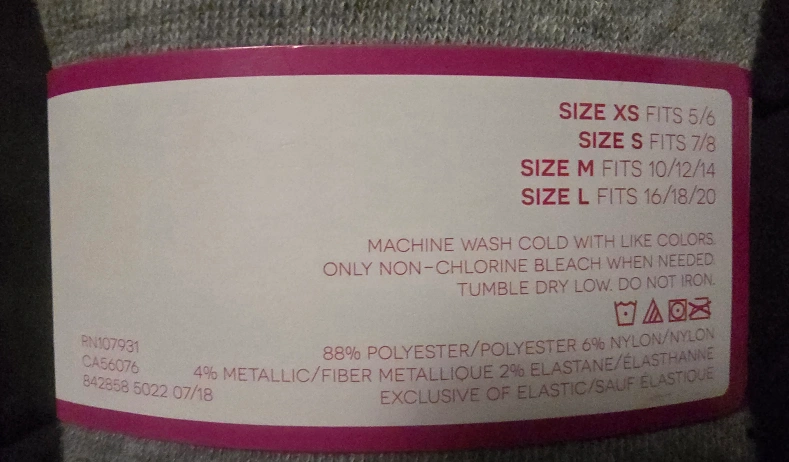 SIZE XS FITS 5/6
SIZE S FITS 7/8
SIZE M FITS 10/12/14
SIZE L FITS 16/18/20
MACHINE WASH COLD WITH LIKE COLORS.
ONLY NON-CHLORINE BLEACH WHEN NEEDED.
TUMBLE DRY LOW. DO NOT IRON.
88% POLYESTER/POLYESTER 6% NYLON/NYLON
4% METALLIC/FIBER METALLIQUE 2% ELASTANE/ÉLASTHANNE
EXCLUSIVE OF ELASTIC/SAUF ÉLASTIQUE
RN107931
CA56076
842858 5022 07/18